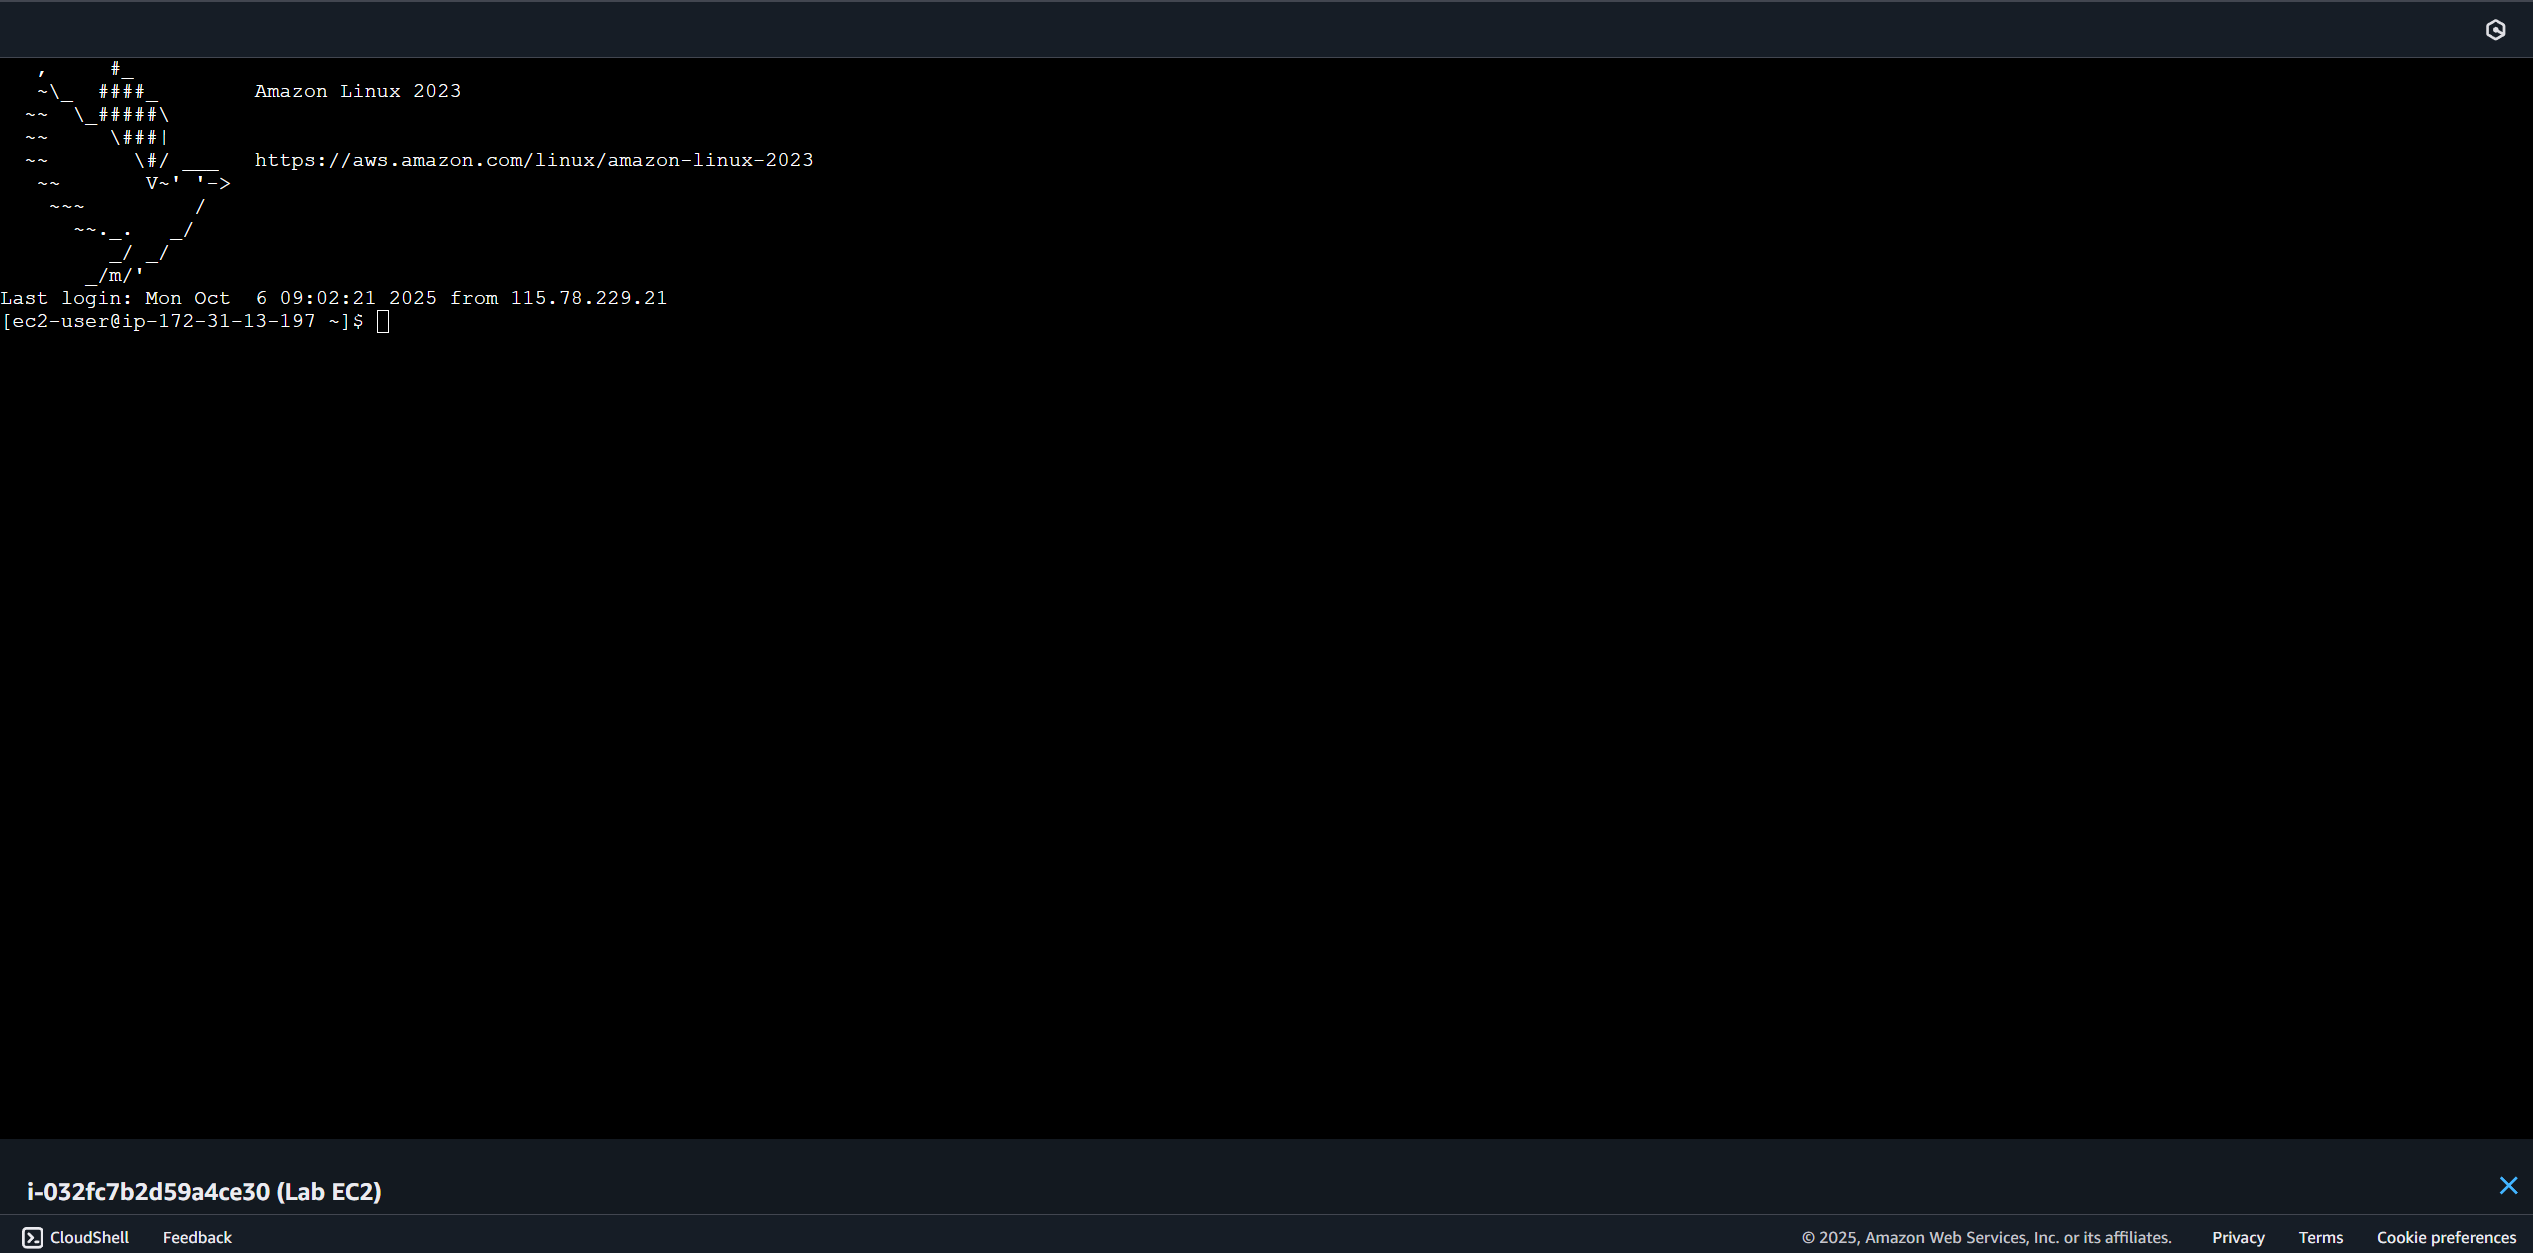 ,     #_
   ~\_  ####_        Amazon Linux 2023
  ~~  \_#####\
  ~~     \###|
  ~~       \#/ ___   https://aws.amazon.com/linux/amazon-linux-2023
   ~~       V~' '->
    ~~~         /
      ~~._.   _/
         _/ _/
       _/m/'
Last login: Mon Oct  6 09:02:21 2025 from 115.78.229.21
[ec2-user@ip-172-31-13-197 ~]$
i-032fc7b2d59a4ce30 (Lab EC2)
CloudShell Feedback © 2025, Amazon Web Services, Inc. or its affiliates. Privacy Terms Cookie preferences